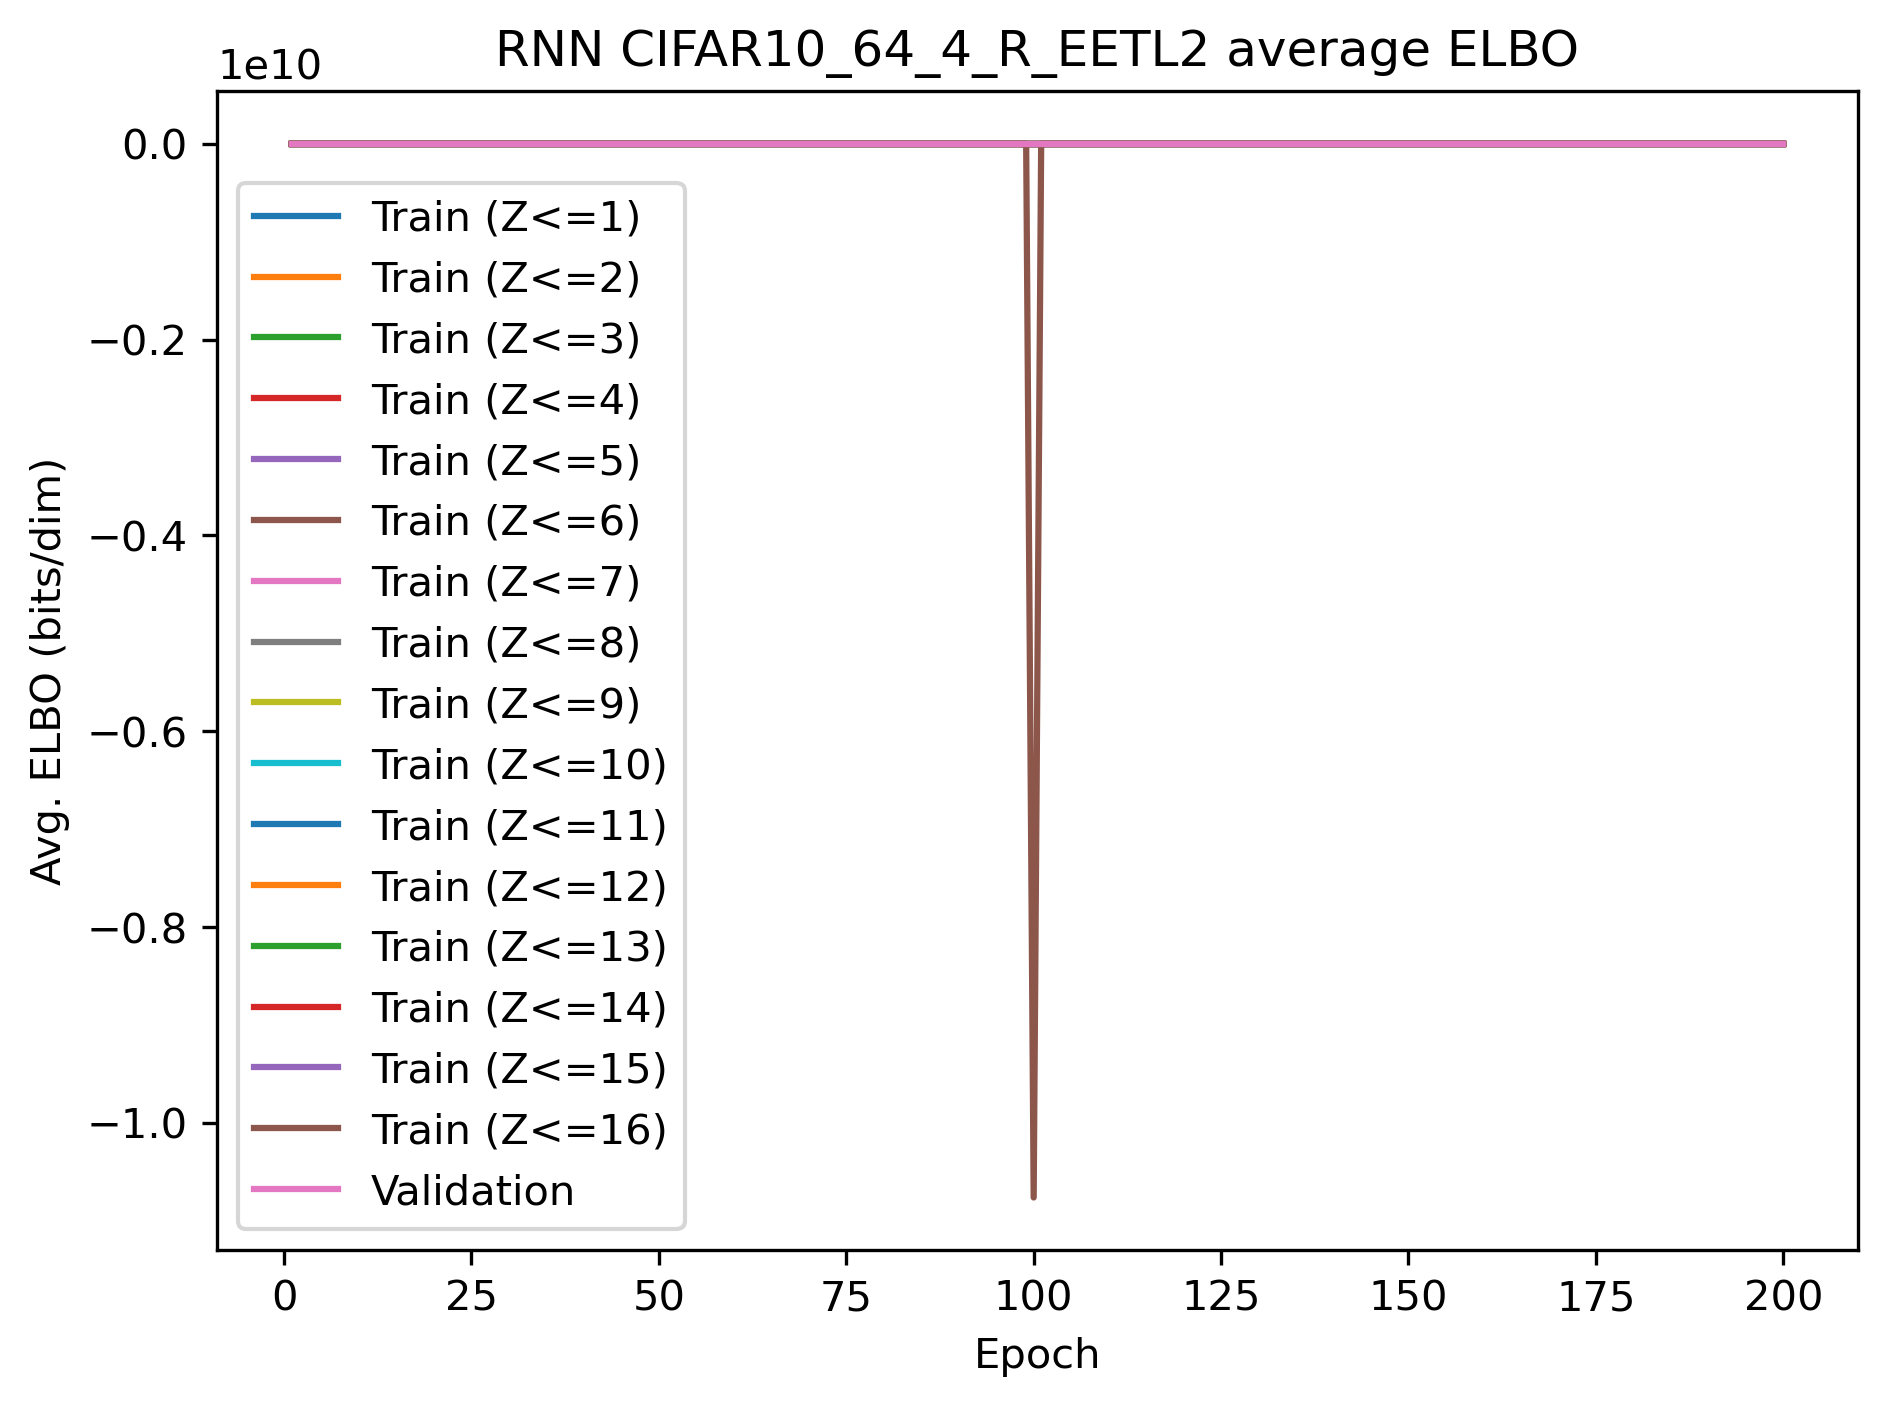 RNN CIFAR10_64_4_R_EETL2 average ELBO
1e10
0.0
−0.2
−0.4
−0.6
−0.8
−1.0
Avg. ELBO (bits/dim)
Train (Z<=1)
Train (Z<=2)
Train (Z<=3)
Train (Z<=4)
Train (Z<=5)
Train (Z<=6)
Train (Z<=7)
Train (Z<=8)
Train (Z<=9)
Train (Z<=10)
Train (Z<=11)
Train (Z<=12)
Train (Z<=13)
Train (Z<=14)
Train (Z<=15)
Train (Z<=16)
Validation
0 25 50 75 100 125 150 175 200
Epoch